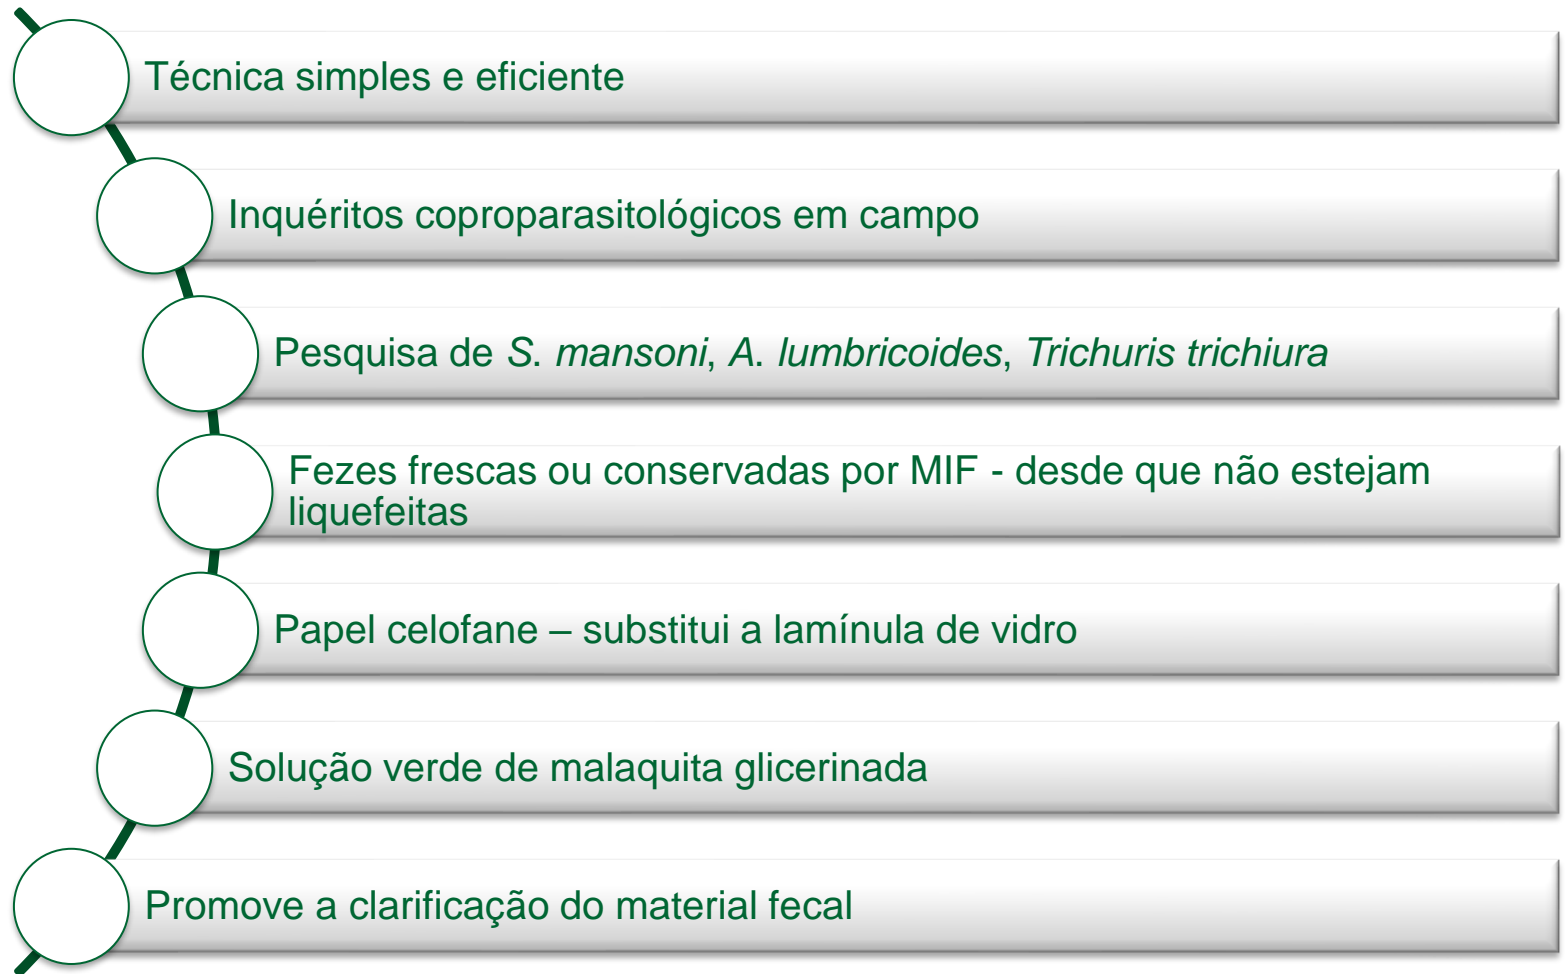 Técnica simples e eficiente
Inquéritos coproparasitológicos em campo
Pesquisa de S. mansoni, A. lumbricoides, Trichuris trichiura
Fezes frescas ou conservadas por MIF - desde que não estejam
liquefeitas
Papel celofane – substitui a lamínula de vidro
Solução verde de malaquita glicerinada
Promove a clarificação do material fecal